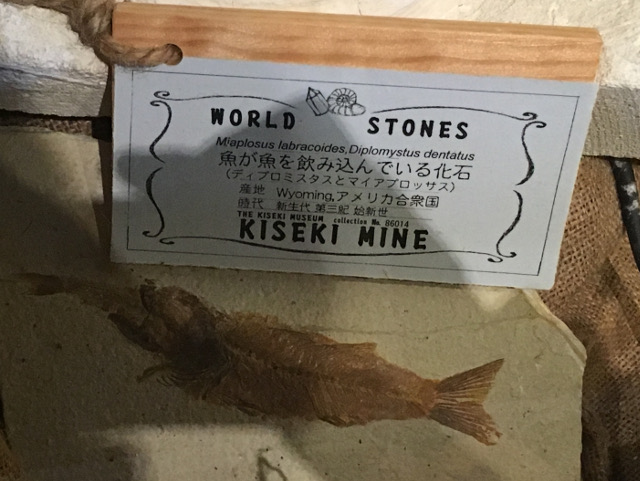 WORLD STONES
Miaplosus labracoides,Diplomystus dentatus
魚が魚を飲み込んでいる化石
(ディプロミスタスとマイアプロッサス)
産地 Wyoming,アメリカ合衆国
時代 新生代 第三紀 始新世
THE KISEKI MUSEUM collection No. 86014
KISEKI MINE